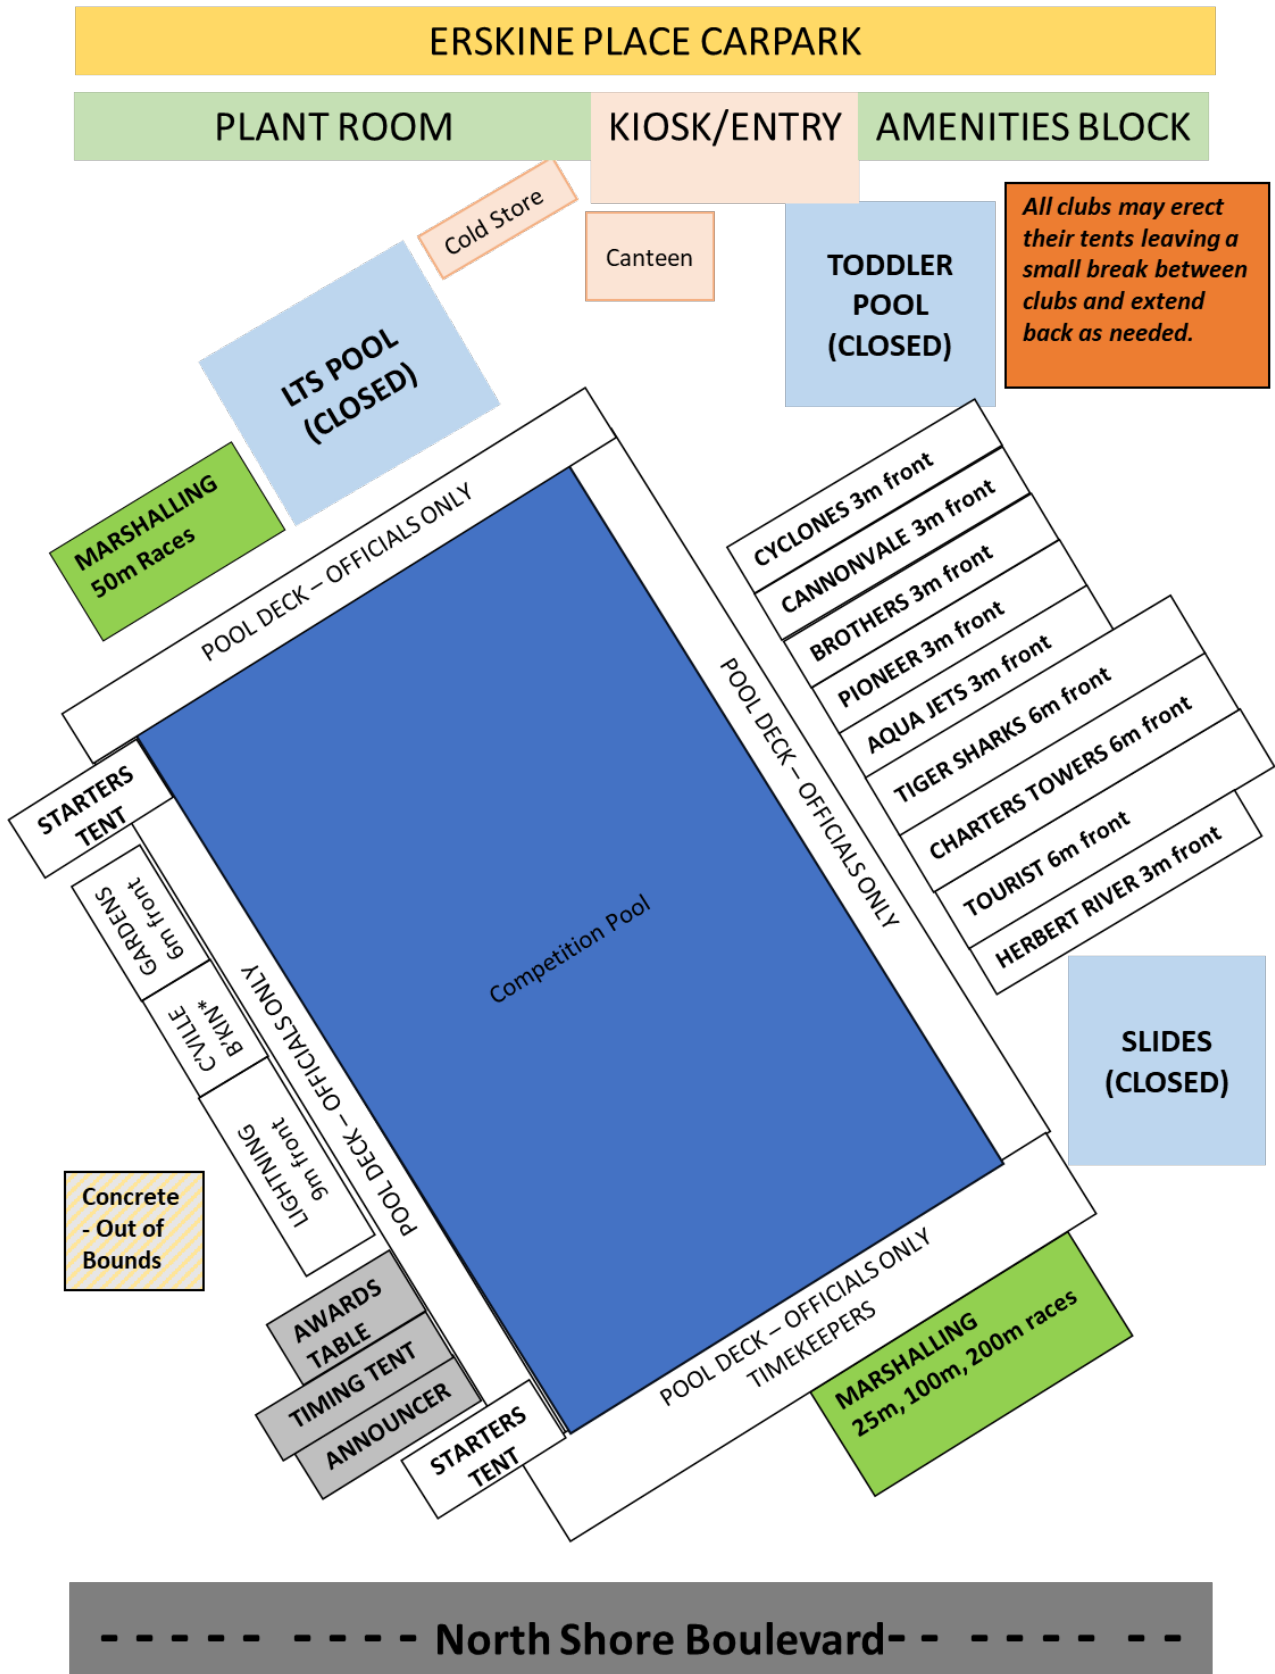 ERSKINE PLACE CARPARK
PLANT ROOM
KIOSK/ENTRY
AMENITIES BLOCK
Cold Store
Canteen
TODDLER
POOL
(CLOSED)
All clubs may erect
their tents leaving a
small break between
clubs and extend
back as needed.
LTS POOL
(CLOSED)
MARSHALLING
50m Races
POOL DECK – OFFICIALS ONLY
CYCLONES 3m front
CANNONVALE 3m front
BROTHERS 3m front
PIONEER 3m front
AQUA JETS 3m front
TIGER SHARKS 6m front
CHARTERS TOWERS 6m front
TOURIST 6m front
HERBERT RIVER 3m front
POOL DECK – OFFICIALS ONLY
STARTERS
TENT
GARDENS
6m front
C'VILLE
B'KIN*
LIGHTNING
9m front
POOL DECK – OFFICIALS ONLY
Competition Pool
SLIDES
(CLOSED)
Concrete
- Out of
Bounds
AWARDS
TABLE
TIMING TENT
ANNOUNCER
STARTERS
TENT
POOL DECK – OFFICIALS ONLY
TIMEKEEPERS
MARSHALLING
25m, 100m, 200m races
North Shore Boulevard